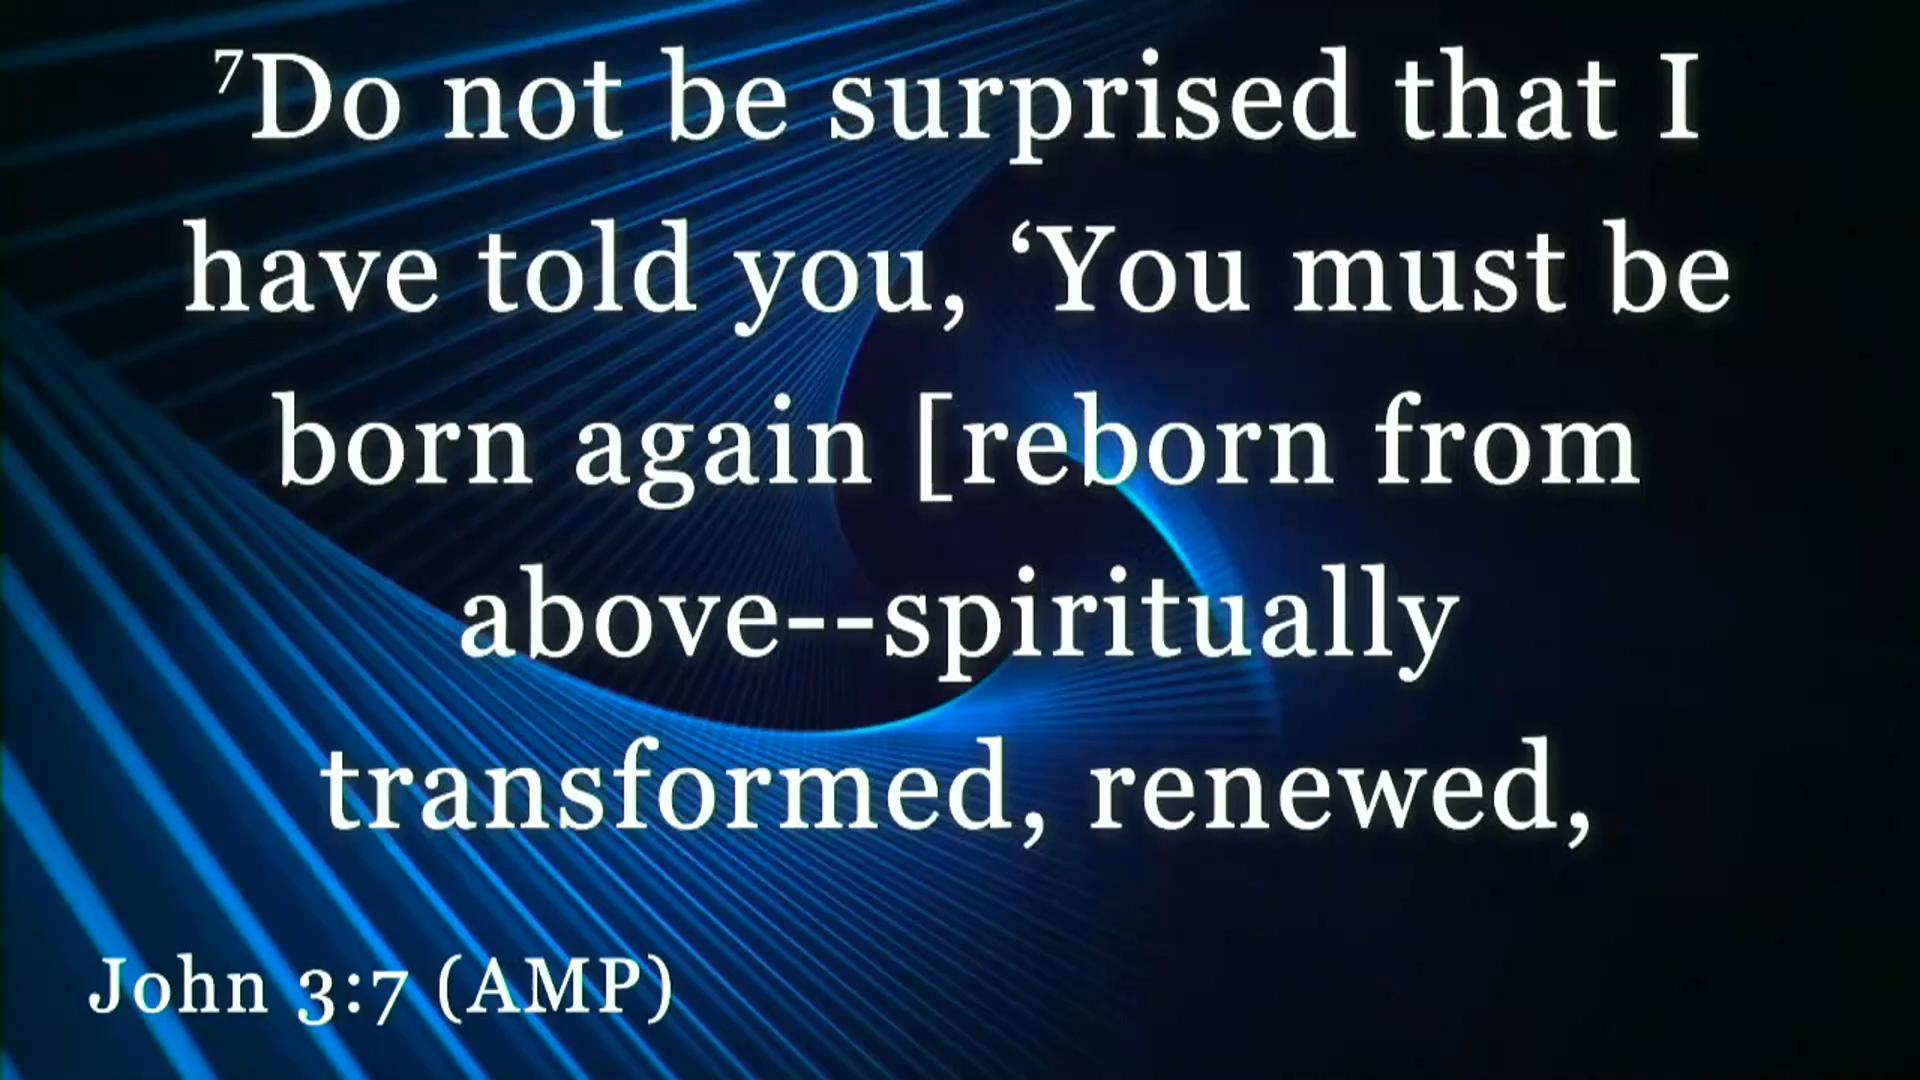 ⁷Do not be surprised that I
have told you, ‘You must be
born again [reborn from
above--spiritually
transformed, renewed,
John 3:7 (AMP)